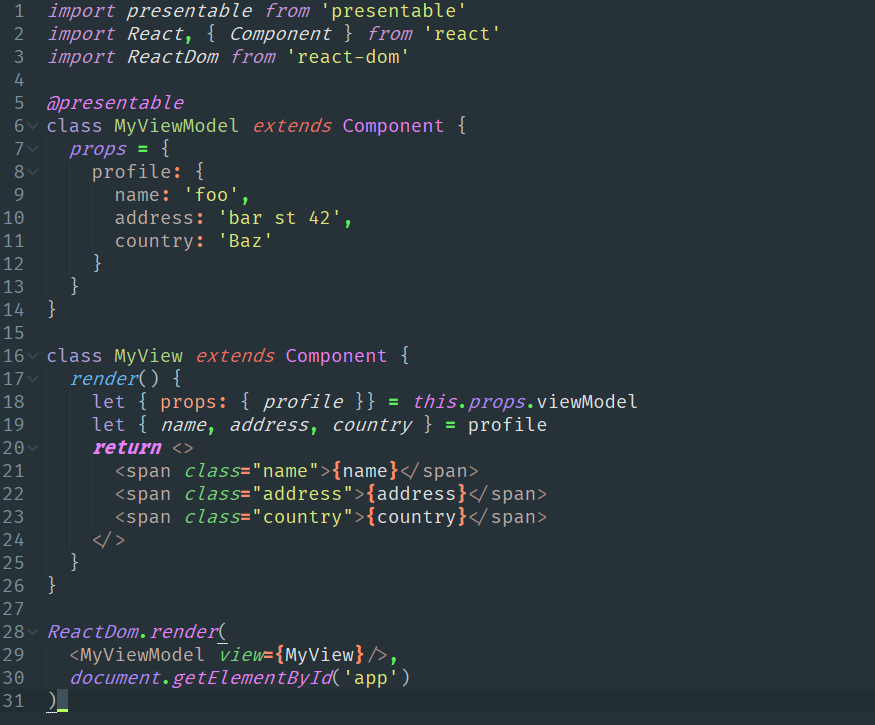 1 import presentable from 'presentable'
2 import React, { Component } from 'react'
3 import ReactDom from 'react-dom'
4
5 @presentable
6 class MyViewModel extends Component {
7   props = {
8     profile: {
9       name: 'foo',
10       address: 'bar st 42',
11       country: 'Baz'
12     }
13   }
14 }
15
16 class MyView extends Component {
17   render() {
18     let { props: { profile }} = this.props.viewModel
19     let { name, address, country } = profile
20     return <>
21       <span class="name">{name}</span>
22       <span class="address">{address}</span>
23       <span class="country">{country}</span>
24     </>
25   }
26 }
27
28 ReactDom.render(
29   <MyViewModel view={MyView}/>,
30   document.getElementById('app')
31 )